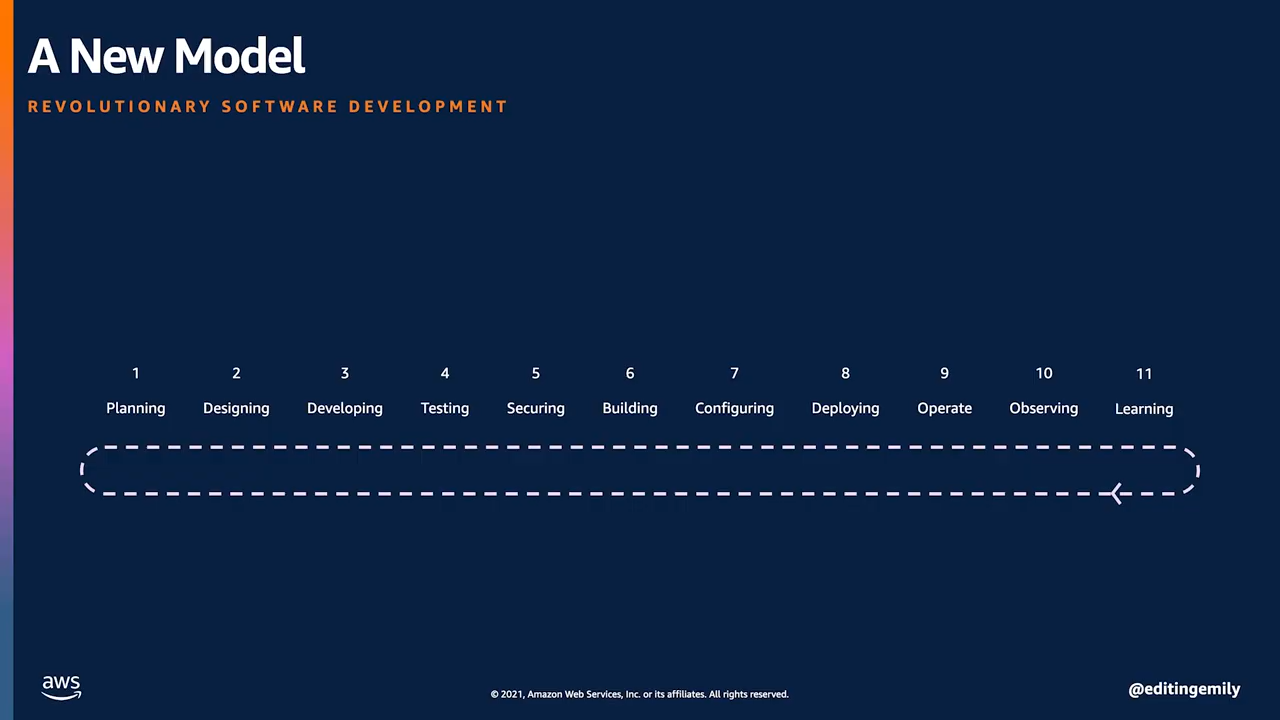 A New Model
REVOLUTIONARY SOFTWARE DEVELOPMENT
1 2 3 4 5 6 7 8 9 10 11
Planning Designing Developing Testing Securing Building Configuring Deploying Operate Observing Learning
aws
© 2021, Amazon Web Services, Inc. or its affiliates. All rights reserved.
@editingemily